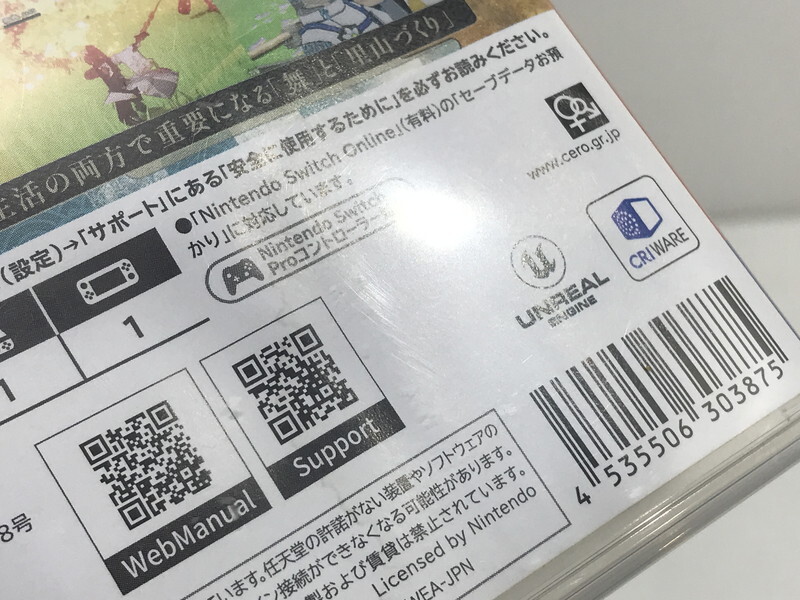 生活の両方で重要になる「舞」と「里山づくり」
(設定)→「サポート」にある「安全に使用するために」を必ずお読みください。
●「Nintendo Switch Online」(有料)の「セーブデータお預
かり」に対応しています。
Nintendo Switch
Proコントローラー
www.cero.gr.jp
UNREAL
ENGINE
CRIWARE
1
1
WebManual
Support
4 535506 303875
8号
ています。任天堂の許諾がない装置やソフトウェアの
イン接続ができなくなる可能性があります。
製および賃貸は禁止されています。
Licensed by Nintendo
WEA-JPN